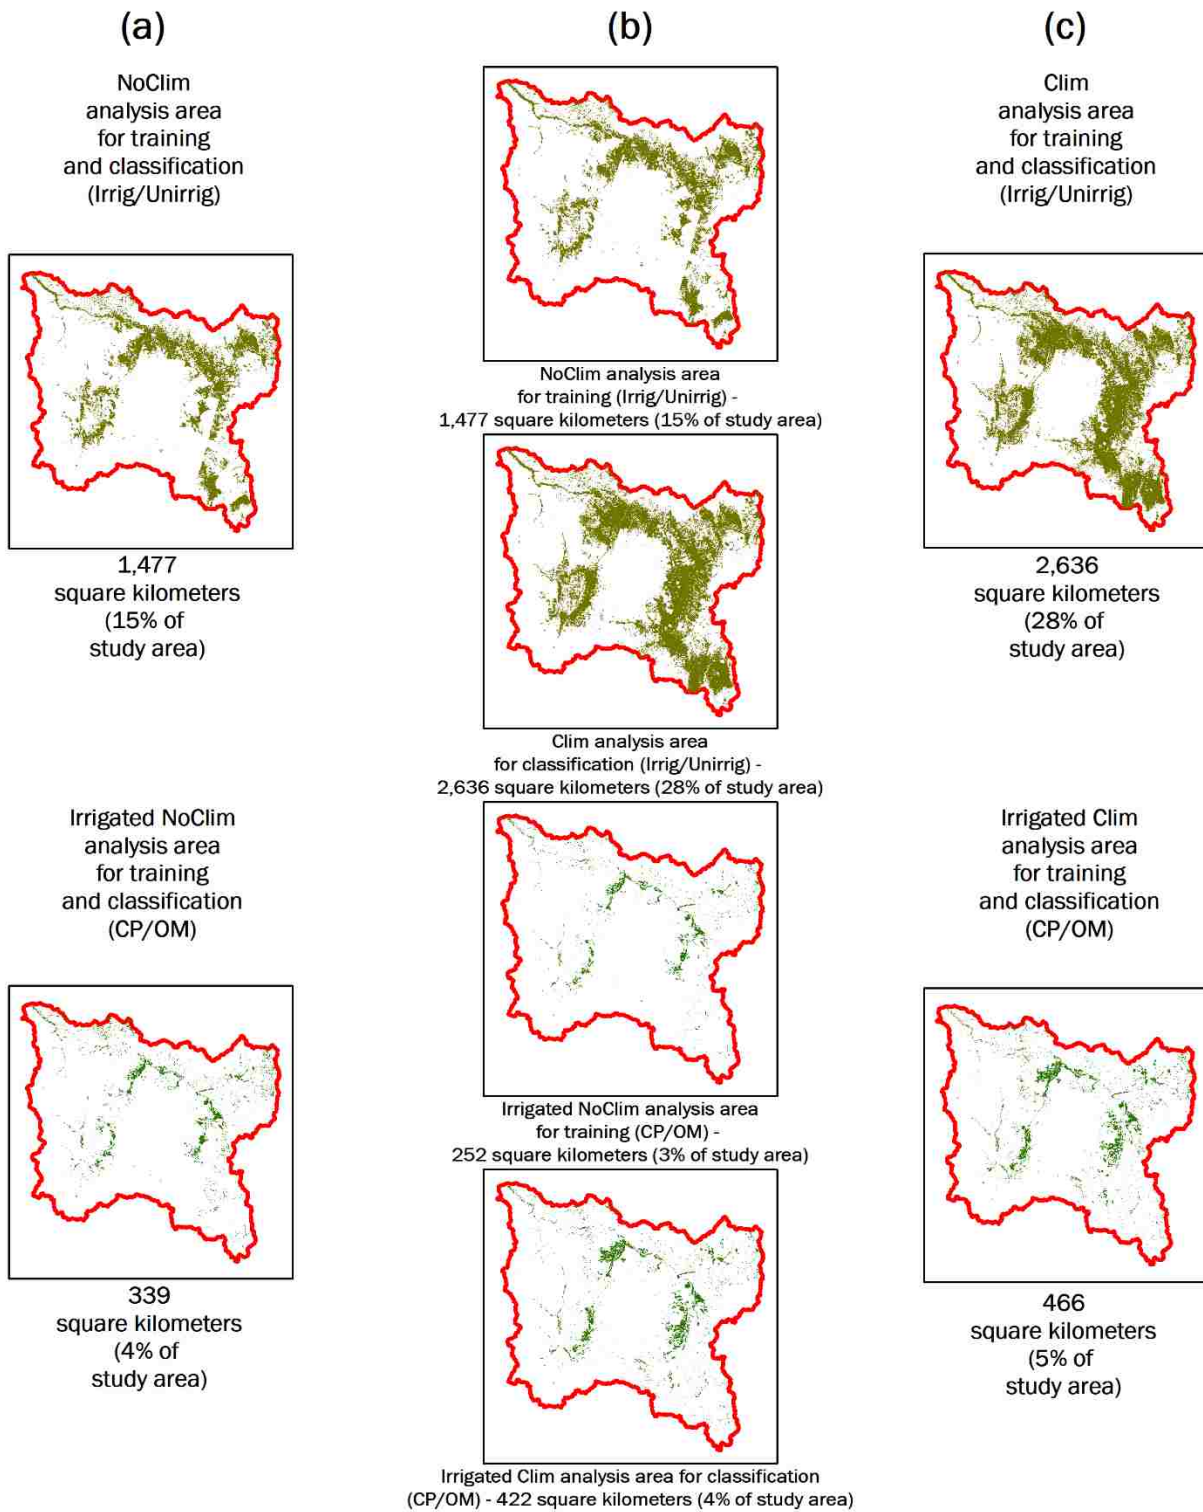 (a)
NoClim
analysis area
for training
and classification
(Irrig/Unirrig)
1,477
square kilometers
(15% of
study area)
Irrigated NoClim
analysis area
for training
and classification
(CP/OM)
339
square kilometers
(4% of
study area)
(b)
NoClim analysis area
for training (Irrig/Unirrig) -
1,477 square kilometers (15% of study area)
Clim analysis area
for classification (Irrig/Unirrig) -
2,636 square kilometers (28% of study area)
Irrigated NoClim analysis area
for training (CP/OM) -
252 square kilometers (3% of study area)
Irrigated Clim analysis area for classification
(CP/OM) - 422 square kilometers (4% of study area)
(c)
Clim
analysis area
for training
and classification
(Irrig/Unirrig)
2,636
square kilometers
(28% of
study area)
Irrigated Clim
analysis area
for training
and classification
(CP/OM)
466
square kilometers
(5% of
study area)